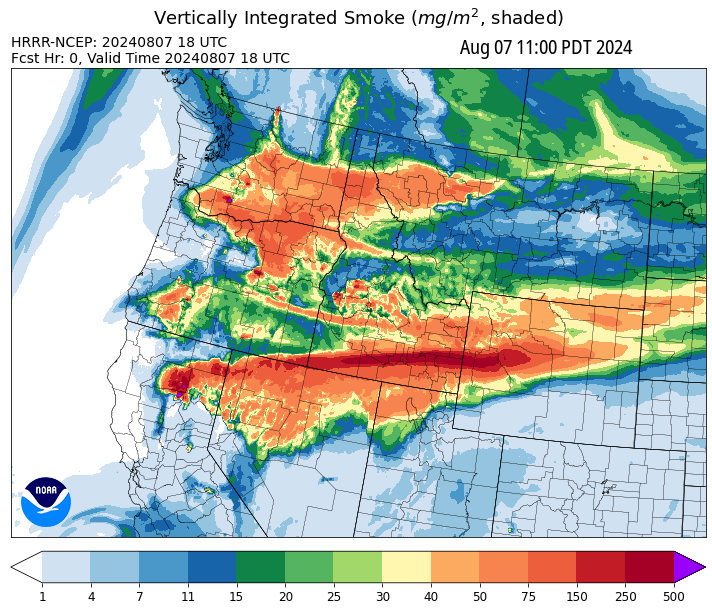 Vertically Integrated Smoke (mg/m², shaded)
HRRR-NCEP: 20240807 18 UTC
Fcst Hr: 0, Valid Time 20240807 18 UTC
Aug 07 11:00 PDT 2024
NOAA
1 4 7 11 15 20 25 30 40 50 75 150 250 500